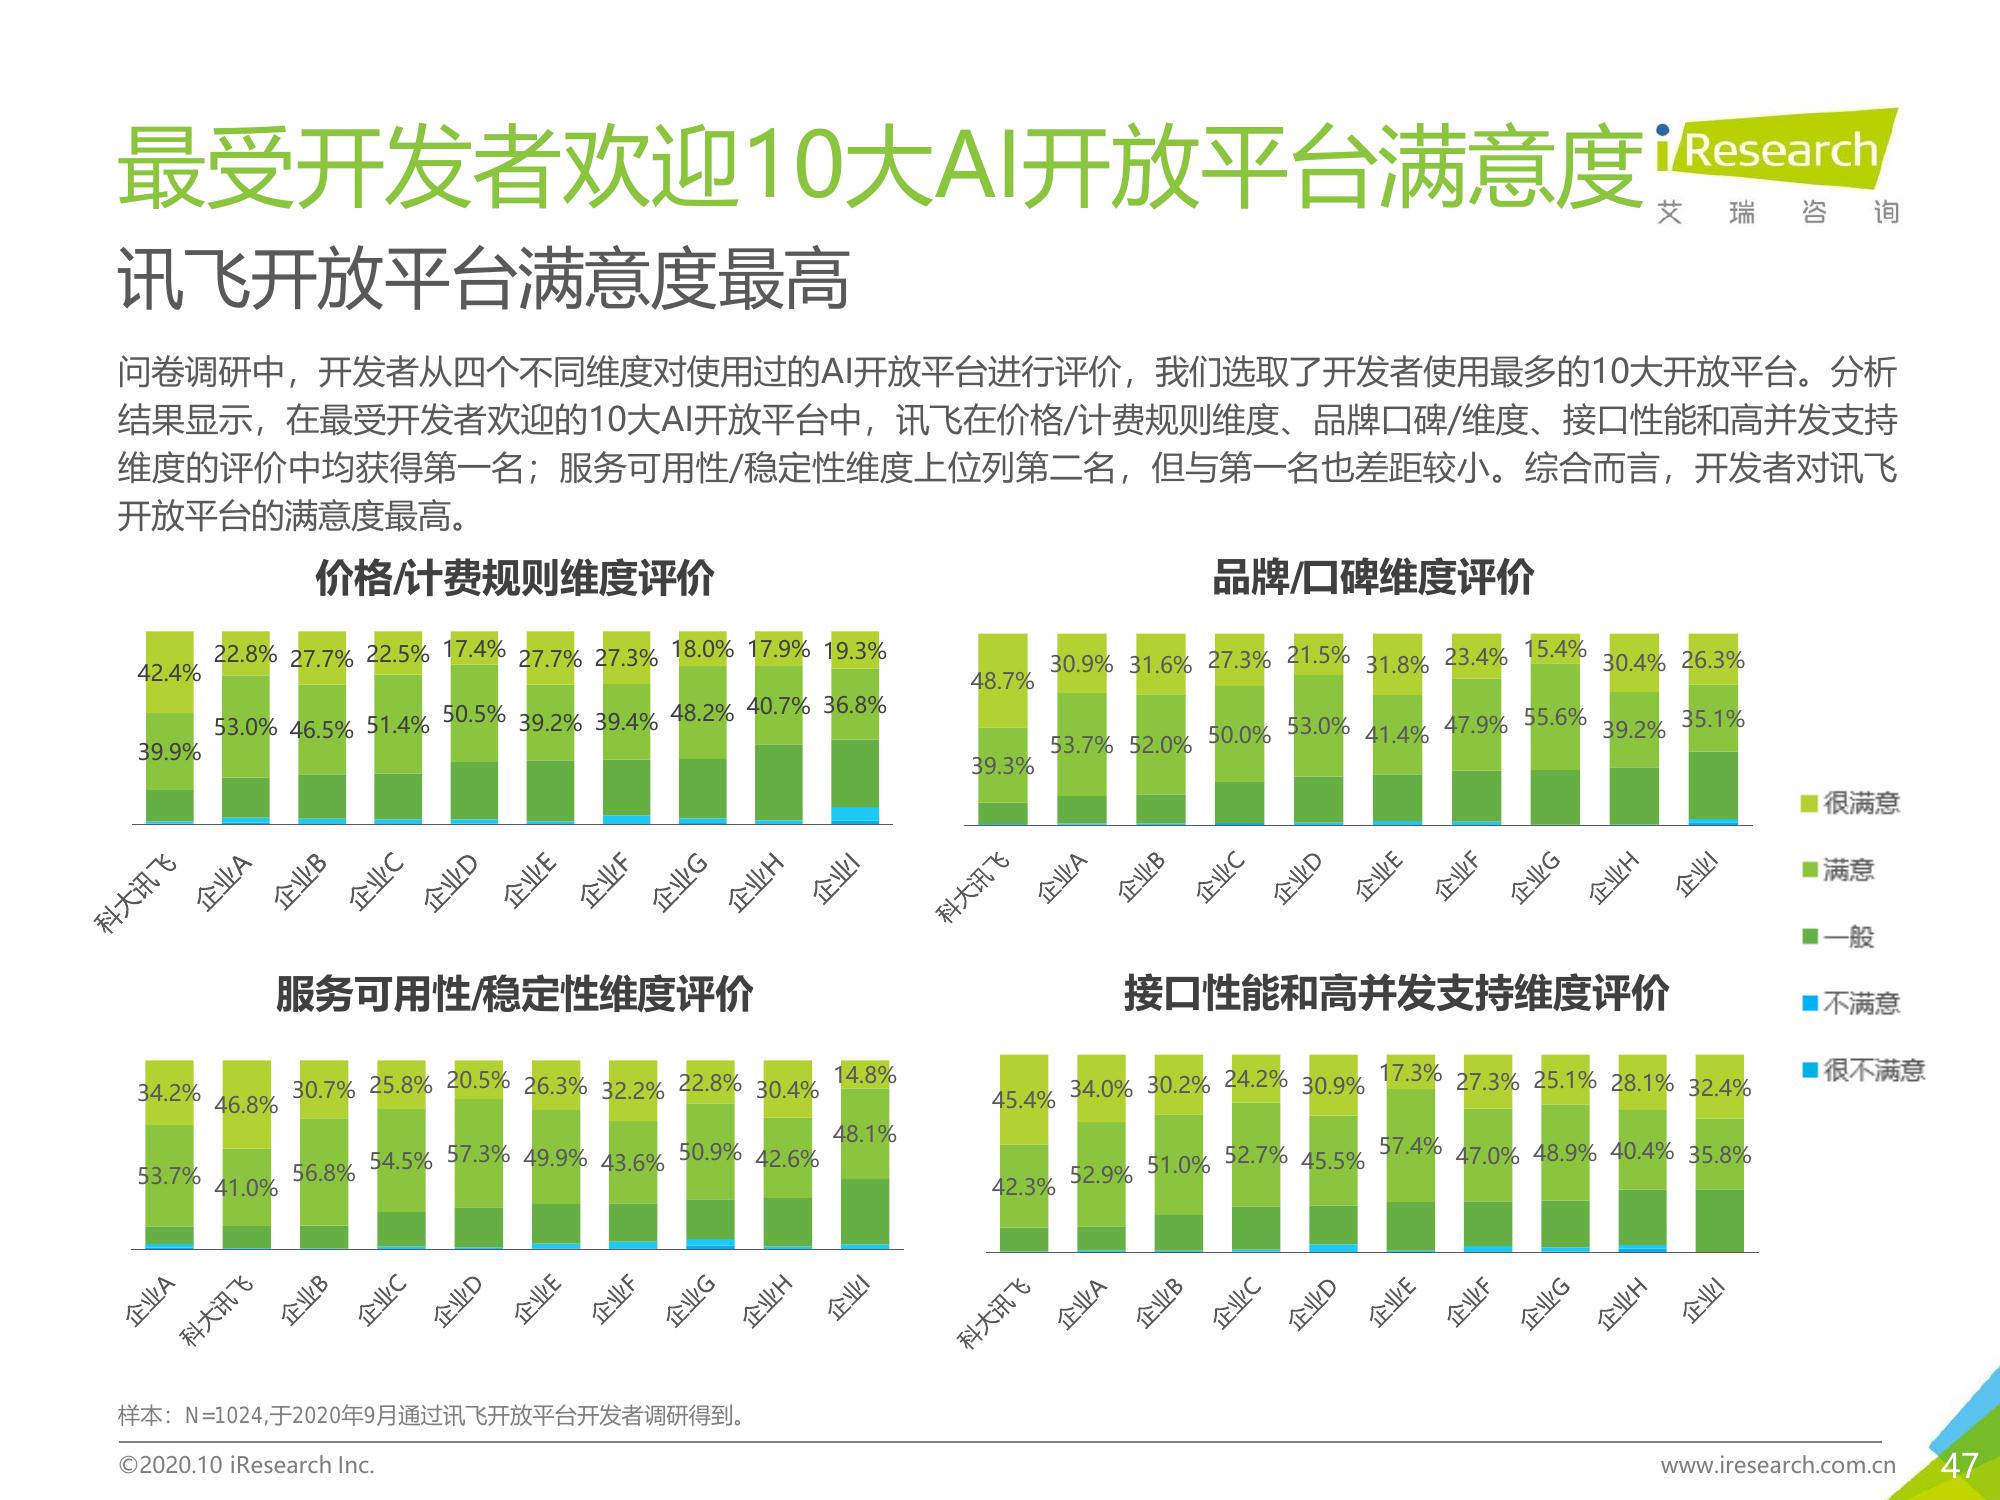 最受开发者欢迎10大AI开放平台满意度
iResearch
艾瑞咨询
讯飞开放平台满意度最高
问卷调研中，开发者从四个不同维度对使用过的AI开放平台进行评价，我们选取了开发者使用最多的10大开放平台。分析
结果显示，在最受开发者欢迎的10大AI开放平台中，讯飞在价格/计费规则维度、品牌口碑/维度、接口性能和高并发支持
维度的评价中均获得第一名；服务可用性/稳定性维度上位列第二名，但与第一名也差距较小。综合而言，开发者对讯飞
开放平台的满意度最高。
价格/计费规则维度评价
42.4% 22.8% 27.7% 22.5% 17.4% 27.7% 27.3% 18.0% 17.9% 19.3%
39.9% 53.0% 46.5% 51.4% 50.5% 39.2% 39.4% 48.2% 40.7% 36.8%
科大讯飞 企业A 企业B 企业C 企业D 企业E 企业F 企业G 企业H 企业I
品牌/口碑维度评价
48.7% 30.9% 31.6% 27.3% 21.5% 31.8% 23.4% 15.4% 30.4% 26.3%
39.3% 53.7% 52.0% 50.0% 53.0% 41.4% 47.9% 55.6% 39.2% 35.1%
科大讯飞 企业A 企业B 企业C 企业D 企业E 企业F 企业G 企业H 企业I
很满意
满意
一般
不满意
很不满意
服务可用性/稳定性维度评价
34.2% 46.8% 30.7% 25.8% 20.5% 26.3% 32.2% 22.8% 30.4% 14.8%
53.7% 41.0% 56.8% 54.5% 57.3% 49.9% 43.6% 50.9% 42.6% 48.1%
企业A 科大讯飞 企业B 企业C 企业D 企业E 企业F 企业G 企业H 企业I
接口性能和高并发支持维度评价
45.4% 34.0% 30.2% 24.2% 30.9% 17.3% 27.3% 25.1% 28.1% 32.4%
42.3% 52.9% 51.0% 52.7% 45.5% 57.4% 47.0% 48.9% 40.4% 35.8%
科大讯飞 企业A 企业B 企业C 企业D 企业E 企业F 企业G 企业H 企业I
样本：N=1024,于2020年9月通过讯飞开放平台开发者调研得到。
©2020.10 iResearch Inc.
www.iresearch.com.cn
47